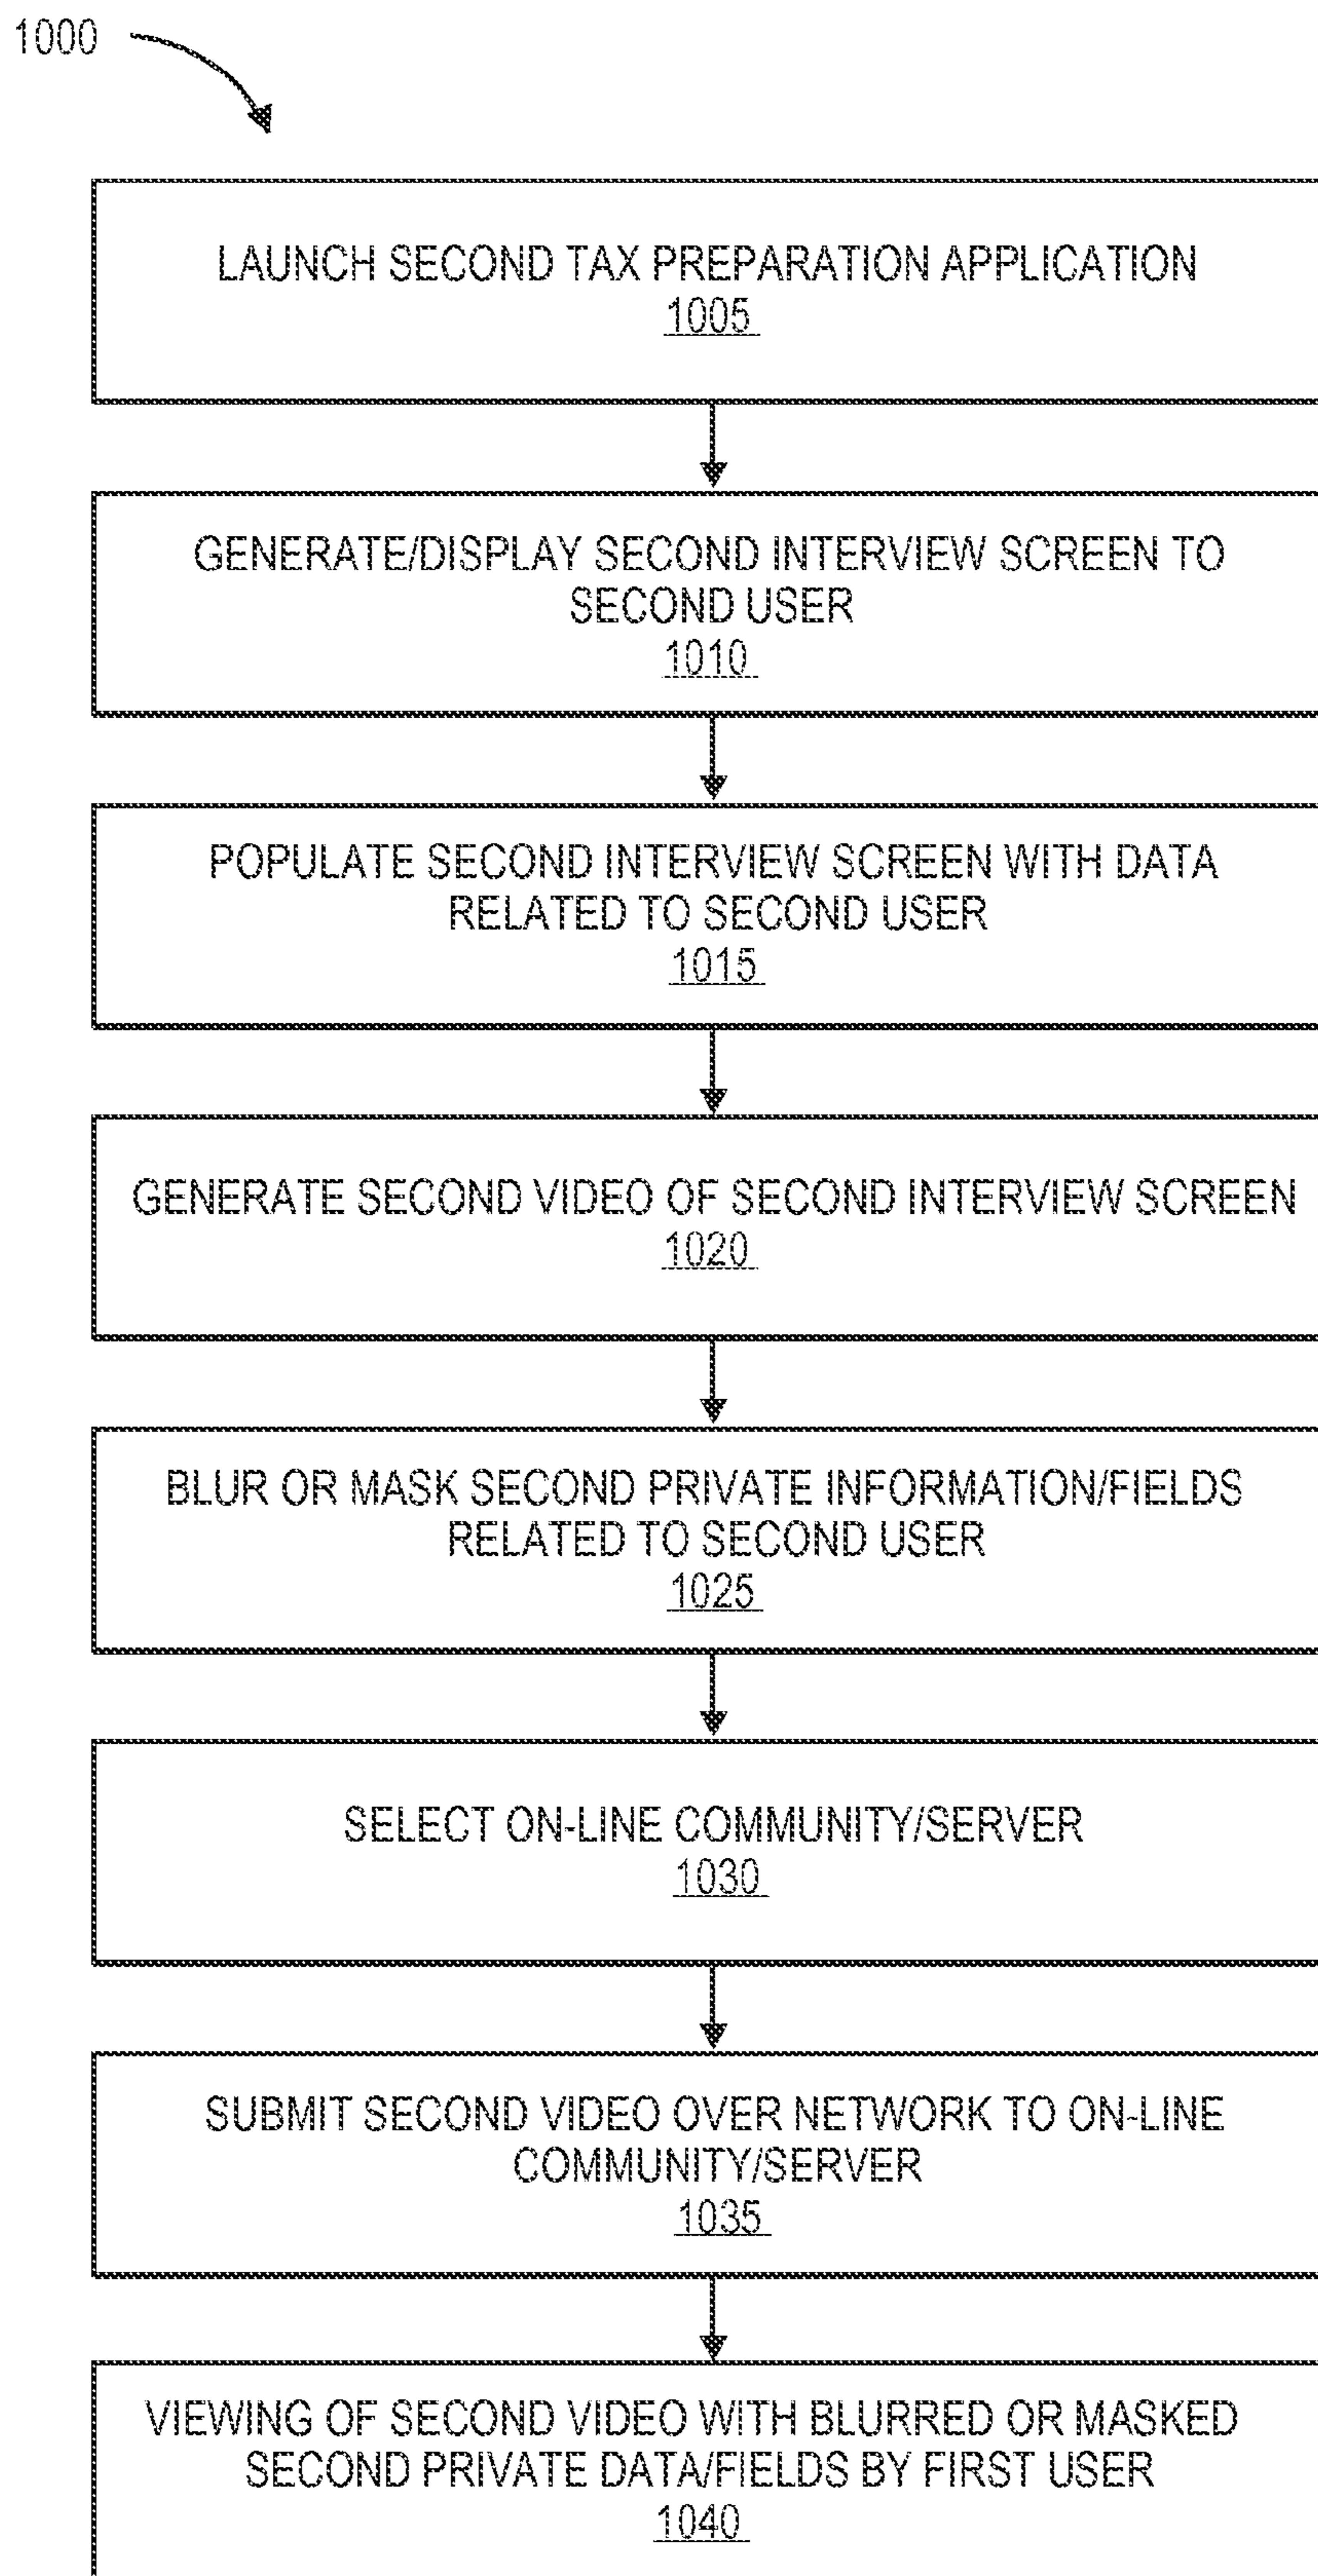 1000
LAUNCH SECOND TAX PREPARATION APPLICATION
1005
GENERATE/DISPLAY SECOND INTERVIEW SCREEN TO
SECOND USER
1010
POPULATE SECOND INTERVIEW SCREEN WITH DATA
RELATED TO SECOND USER
1015
GENERATE SECOND VIDEO OF SECOND INTERVIEW SCREEN
1020
BLUR OR MASK SECOND PRIVATE INFORMATION/FIELDS
RELATED TO SECOND USER
1025
SELECT ON-LINE COMMUNITY/SERVER
1030
SUBMIT SECOND VIDEO OVER NETWORK TO ON-LINE
COMMUNITY/SERVER
1035
VIEWING OF SECOND VIDEO WITH BLURRED OR MASKED
SECOND PRIVATE DATA/FIELDS BY FIRST USER
1040